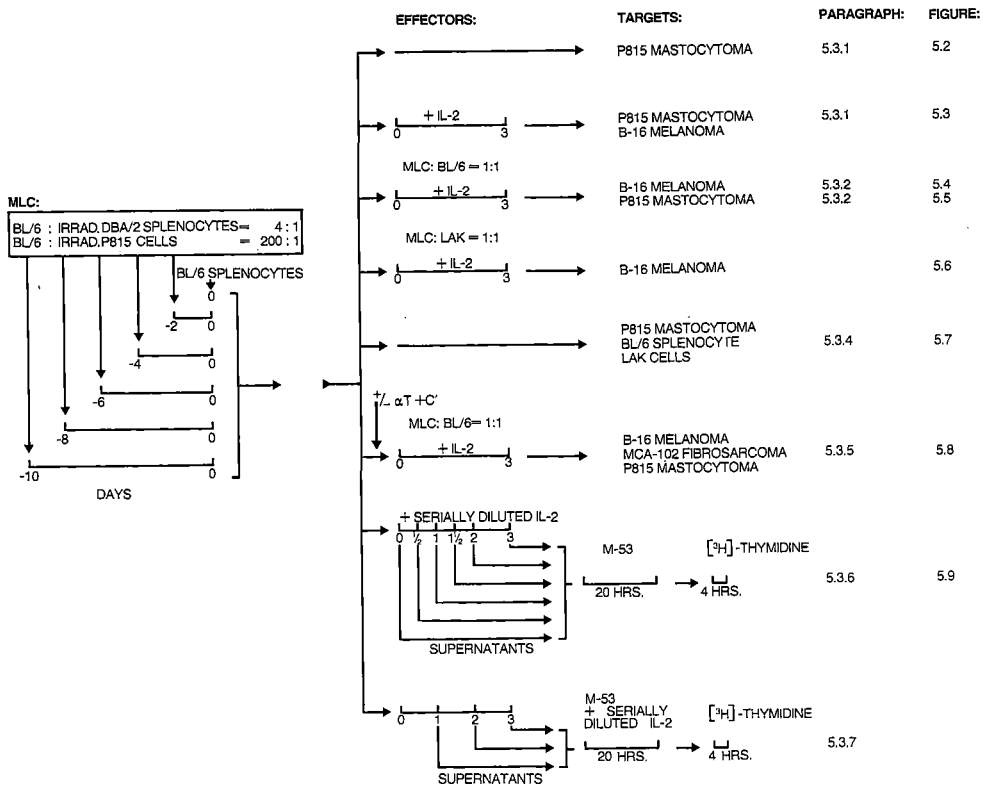 EFFECTORS: TARGETS: PARAGRAPH: FIGURE:
P815 MASTOCYTOMA 5.3.1 5.2
+ IL-2
0 3
P815 MASTOCYTOMA 5.3.1 5.3
B-16 MELANOMA
MLC: BL/6 = 1:1
+ IL-2
0 3
B-16 MELANOMA 5.3.2 5.4
P815 MASTOCYTOMA 5.3.2 5.5
MLC: LAK = 1:1
+ IL-2
0 3
B-16 MELANOMA 5.6
MLC:
BL/6 : IRRAD. DBA/2 SPLENOCYTES = 4 : 1
BL/6 : IRRAD. P815 CELLS = 200 : 1
BL/6 SPLENOCYTES
0
-2 0
-4 0
-6 0
-8 0
-10 0
DAYS
P815 MASTOCYTOMA
BL/6 SPLENOCYTE 5.3.4 5.7
LAK CELLS
+/- αT +C'
MLC: BL/6= 1:1
+ IL-2
0 3
B-16 MELANOMA
MCA-102 FIBROSARCOMA 5.3.5 5.8
P815 MASTOCYTOMA
+ SERIALLY DILUTED IL-2
0 ½ 1 1½ 2 3
M-53 [³H]-THYMIDINE
20 HRS. 4 HRS. 5.3.6 5.9
SUPERNATANTS
0 1 2 3
M-53
+ SERIALLY
DILUTED IL-2
[³H]-THYMIDINE
20 HRS. 4 HRS. 5.3.7
SUPERNATANTS